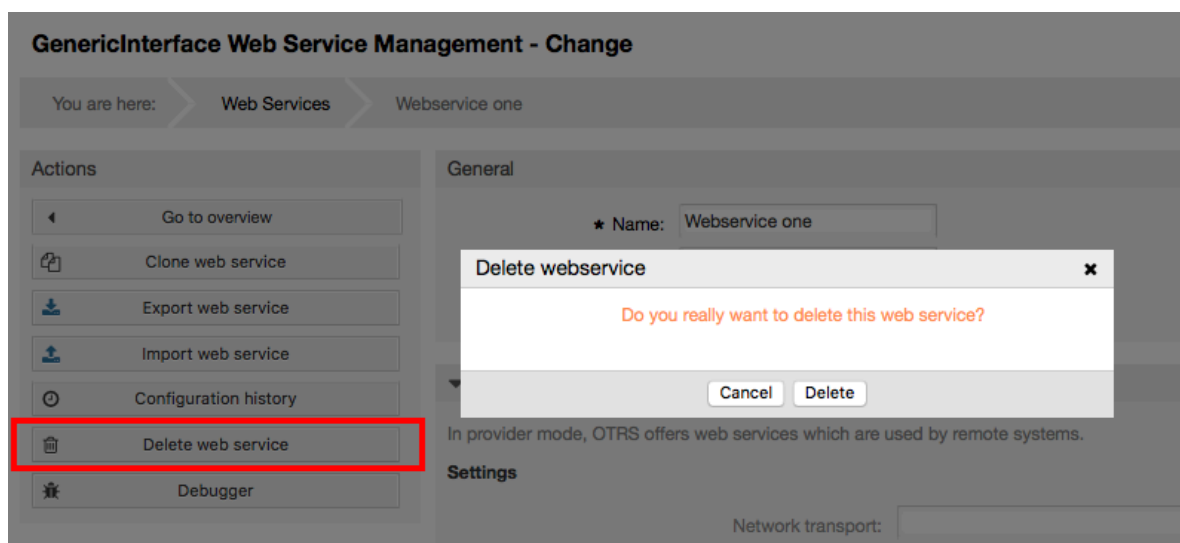 GenericInterface Web Service Management - Change
You are here: Web Services Webservice one
Actions
Go to overview
Clone web service
Export web service
Import web service
Configuration history
Delete web service
Debugger
General
★ Name: Webservice one
Delete webservice ✖
Do you really want to delete this web service?
Cancel Delete
In provider mode, OTRS offers web services which are used by remote systems.
Settings
Network transport: